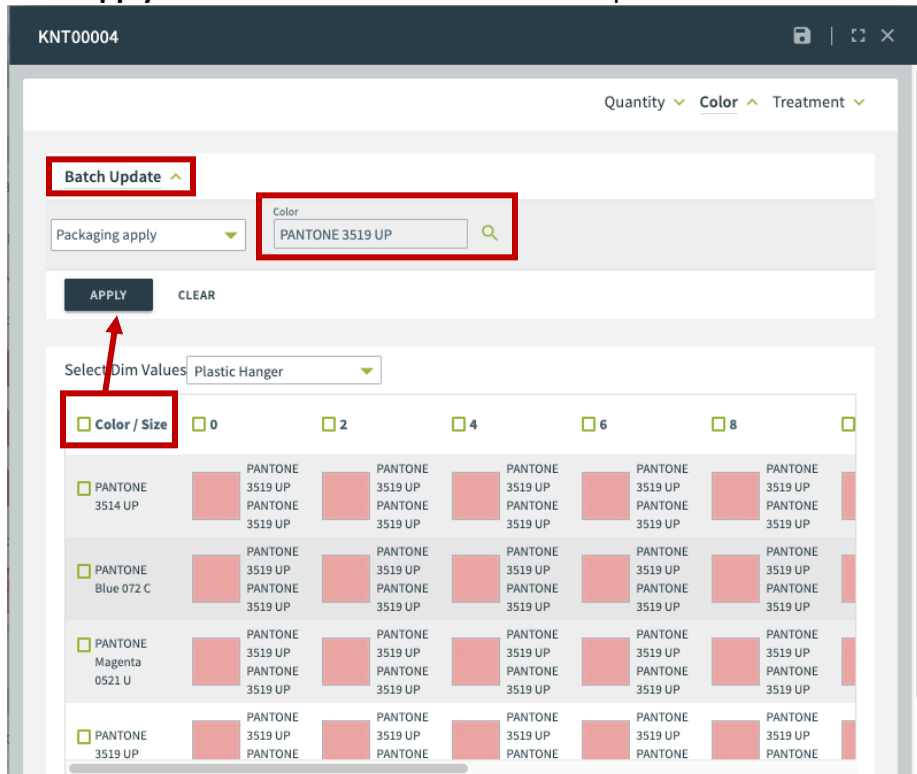 KNT00004
Quantity Color Treatment
Batch Update
Color
Packaging apply PANTONE 3519 UP
APPLY CLEAR
Select Dim Values Plastic Hanger
Color / Size 0 2 4 6 8
PANTONE PANTONE PANTONE PANTONE PANTONE
PANTONE 3519 UP 3519 UP 3519 UP 3519 UP 3519 UP
3514 UP PANTONE PANTONE PANTONE PANTONE PANTONE
3519 UP 3519 UP 3519 UP 3519 UP 3519 UP
PANTONE PANTONE PANTONE PANTONE PANTONE
PANTONE 3519 UP 3519 UP 3519 UP 3519 UP 3519 UP
Blue 072 C PANTONE PANTONE PANTONE PANTONE PANTONE
3519 UP 3519 UP 3519 UP 3519 UP 3519 UP
PANTONE PANTONE PANTONE PANTONE PANTONE
PANTONE 3519 UP 3519 UP 3519 UP 3519 UP 3519 UP
Magenta PANTONE PANTONE PANTONE PANTONE PANTONE
0521 U 3519 UP 3519 UP 3519 UP 3519 UP 3519 UP
PANTONE PANTONE PANTONE PANTONE PANTONE
PANTONE 3519 UP 3519 UP 3519 UP 3519 UP 3519 UP
3519 UP PANTONE PANTONE PANTONE PANTONE PANTONE